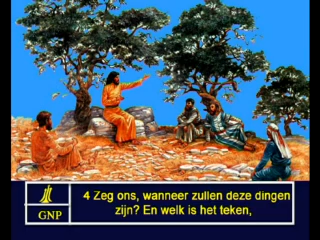 4 Zeg ons, wanneer zullen deze dingen
zijn? En welk is het teken,
GNP